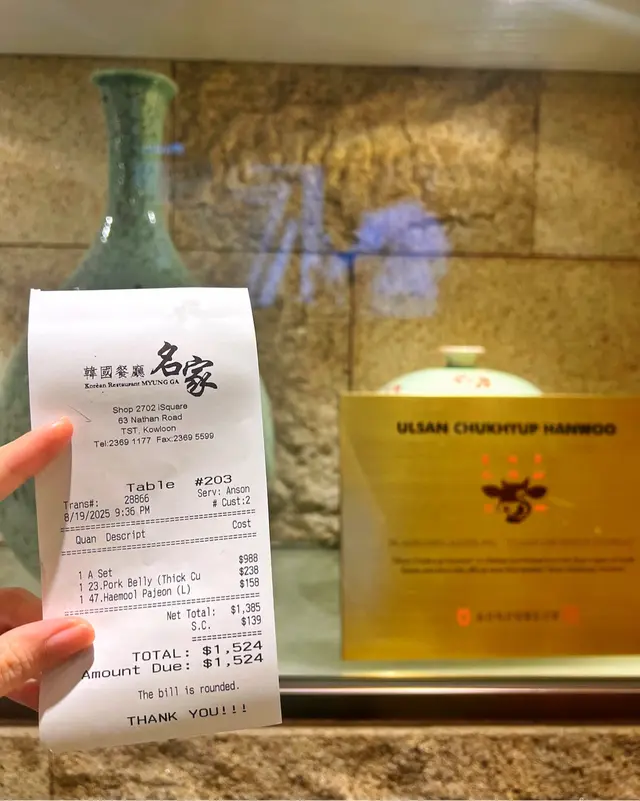 韓國餐廳 名家
Korean Restaurant MYUNG GA
Shop 2702 iSquare
63 Nathan Road
TST, Kowloon
Tel:2369 1177 Fax:2369 5599
Table #203
Trans#: 28866 Serv: Anson
8/19/2025 9:36 PM # Cust:2
Quan Descript Cost
1 A Set $988
1 23.Pork Belly (Thick Cu $238
1 47.Haemool Pajeon (L) $158
Net Total: $1,385
S.C. $139
TOTAL: $1,524
Amount Due: $1,524
The bill is rounded.
THANK YOU!!!
ULSAN CHUKHYUP HANWOO